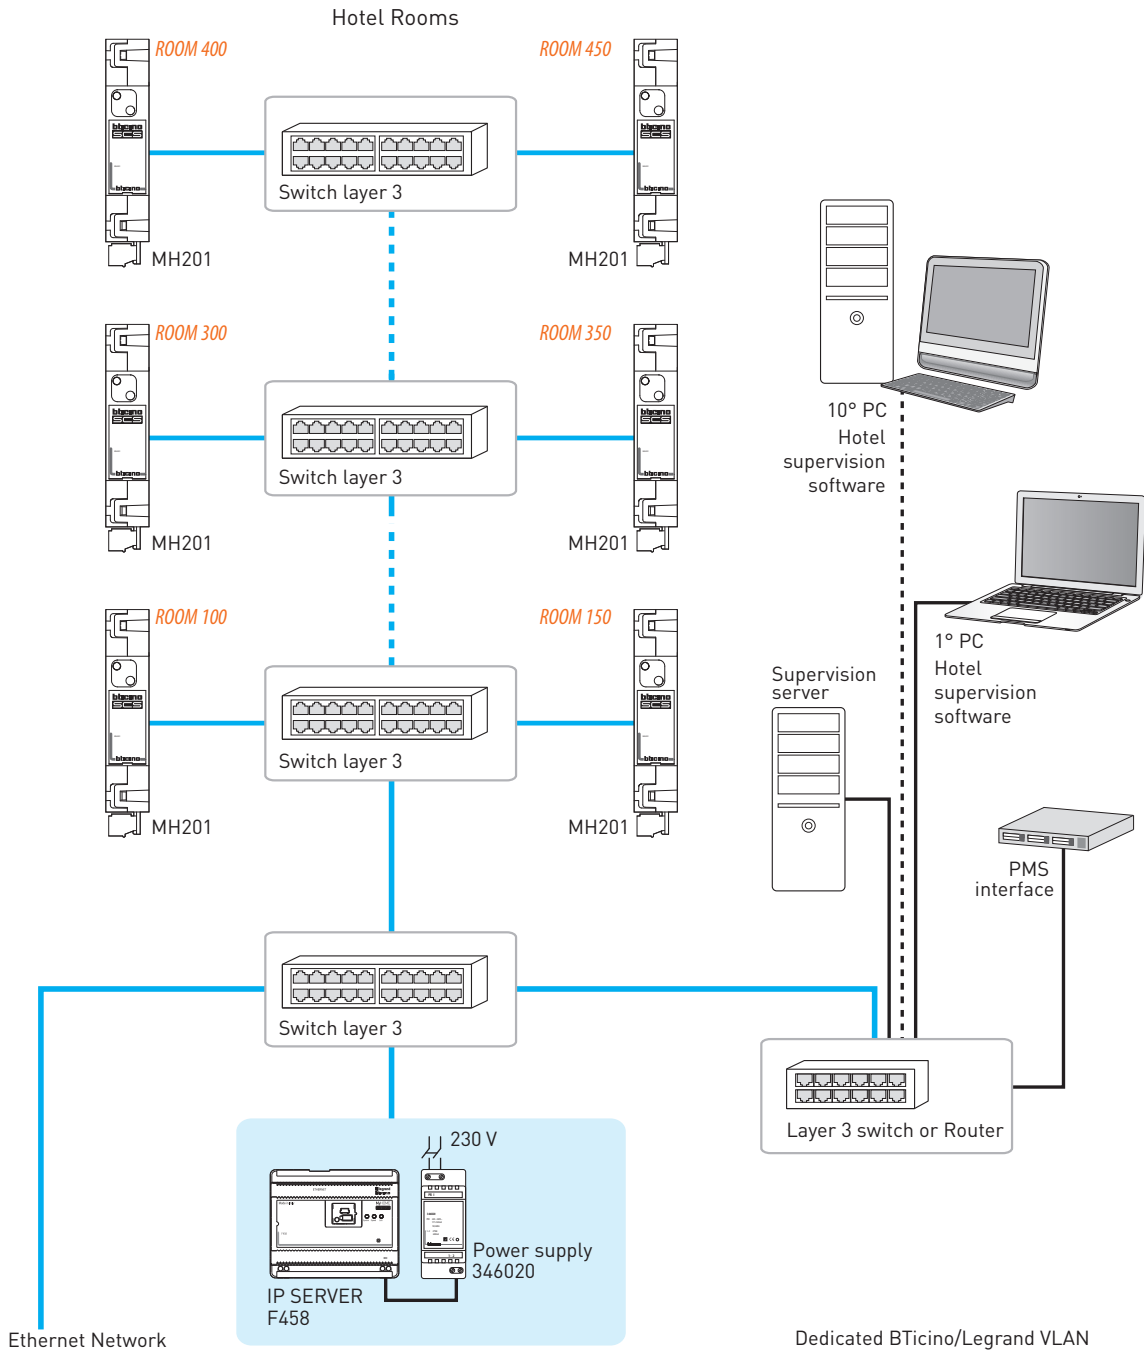 Hotel Rooms
ROOM 400
ROOM 450
Switch layer 3
MH201
MH201
ROOM 300
ROOM 350
Switch layer 3
MH201
MH201
10° PC
Hotel
supervision
software
ROOM 100
ROOM 150
Switch layer 3
MH201
MH201
1° PC
Hotel
supervision
software
Supervision
server
PMS
interface
Switch layer 3
Layer 3 switch or Router
230 V
Power supply
346020
IP SERVER
F458
Ethernet Network
Dedicated BTicino/Legrand VLAN